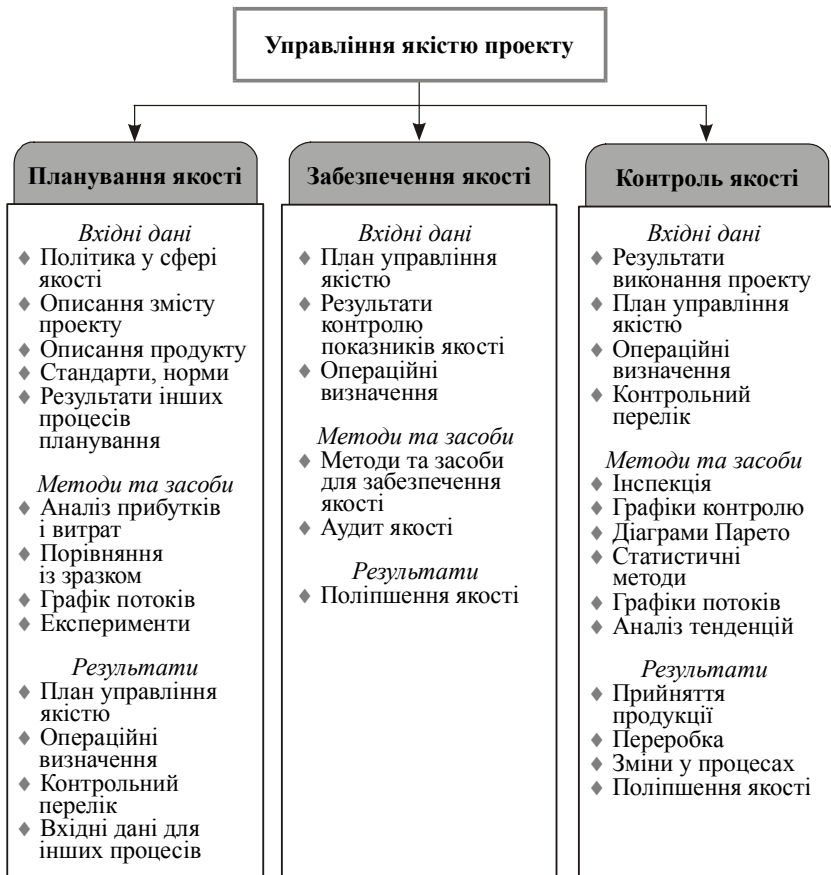 Управління якістю проекту
Планування якості
Вхідні дані
♦ Політика у сфері
якості
♦ Описання змісту
проекту
♦ Описання продукту
♦ Стандарти, норми
♦ Результати інших
процесів
планування
Методи та засоби
♦ Аналіз прибутків
і витрат
♦ Порівняння
із зразком
♦ Графік потоків
♦ Експерименти
Результати
♦ План управління
якістю
♦ Операційні
визначення
♦ Контрольний
перелік
♦ Вхідні дані для
інших процесів
Забезпечення якості
Вхідні дані
♦ План управління
якістю
♦ Результати
контролю
показників якості
♦ Операційні
визначення
Методи та засоби
♦ Методи та засоби
для забезпечення
якості
♦ Аудит якості
Результати
♦ Поліпшення якості
Контроль якості
Вхідні дані
♦ Результати
виконання проекту
♦ План управління
якістю
♦ Операційні
визначення
♦ Контрольний
перелік
Методи та засоби
♦ Інспекція
♦ Графіки контролю
♦ Діаграми Парето
♦ Статистичні
методи
♦ Графіки потоків
♦ Аналіз тенденцій
Результати
♦ Прийняття
продукції
♦ Переробка
♦ Зміни у процесах
♦ Поліпшення якості